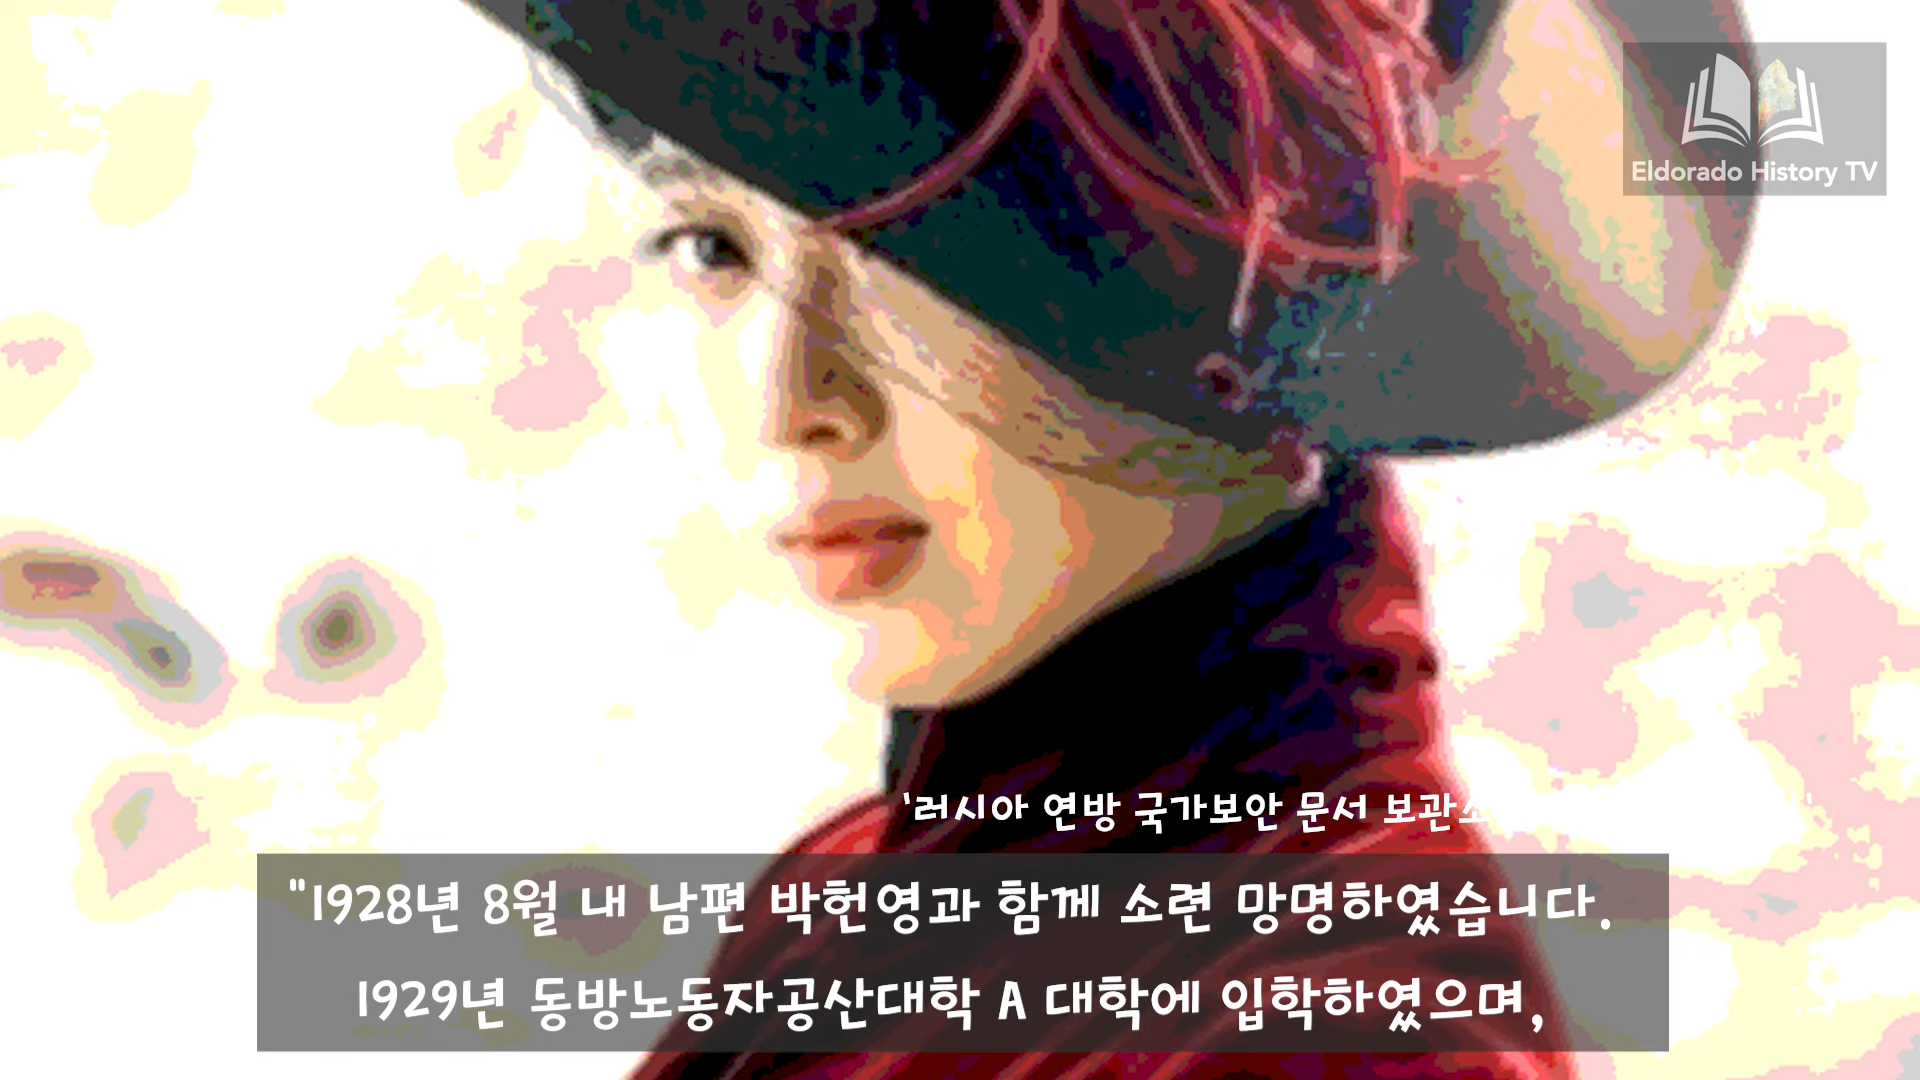 Eldorado History TV
'러시아 연방 국가보안 문서 보관소
"1928년 8월 내 남편 박헌영과 함께 소련 망명하였습니다.
1929년 동방노동자공산대학 A 대학에 입학하였으며,